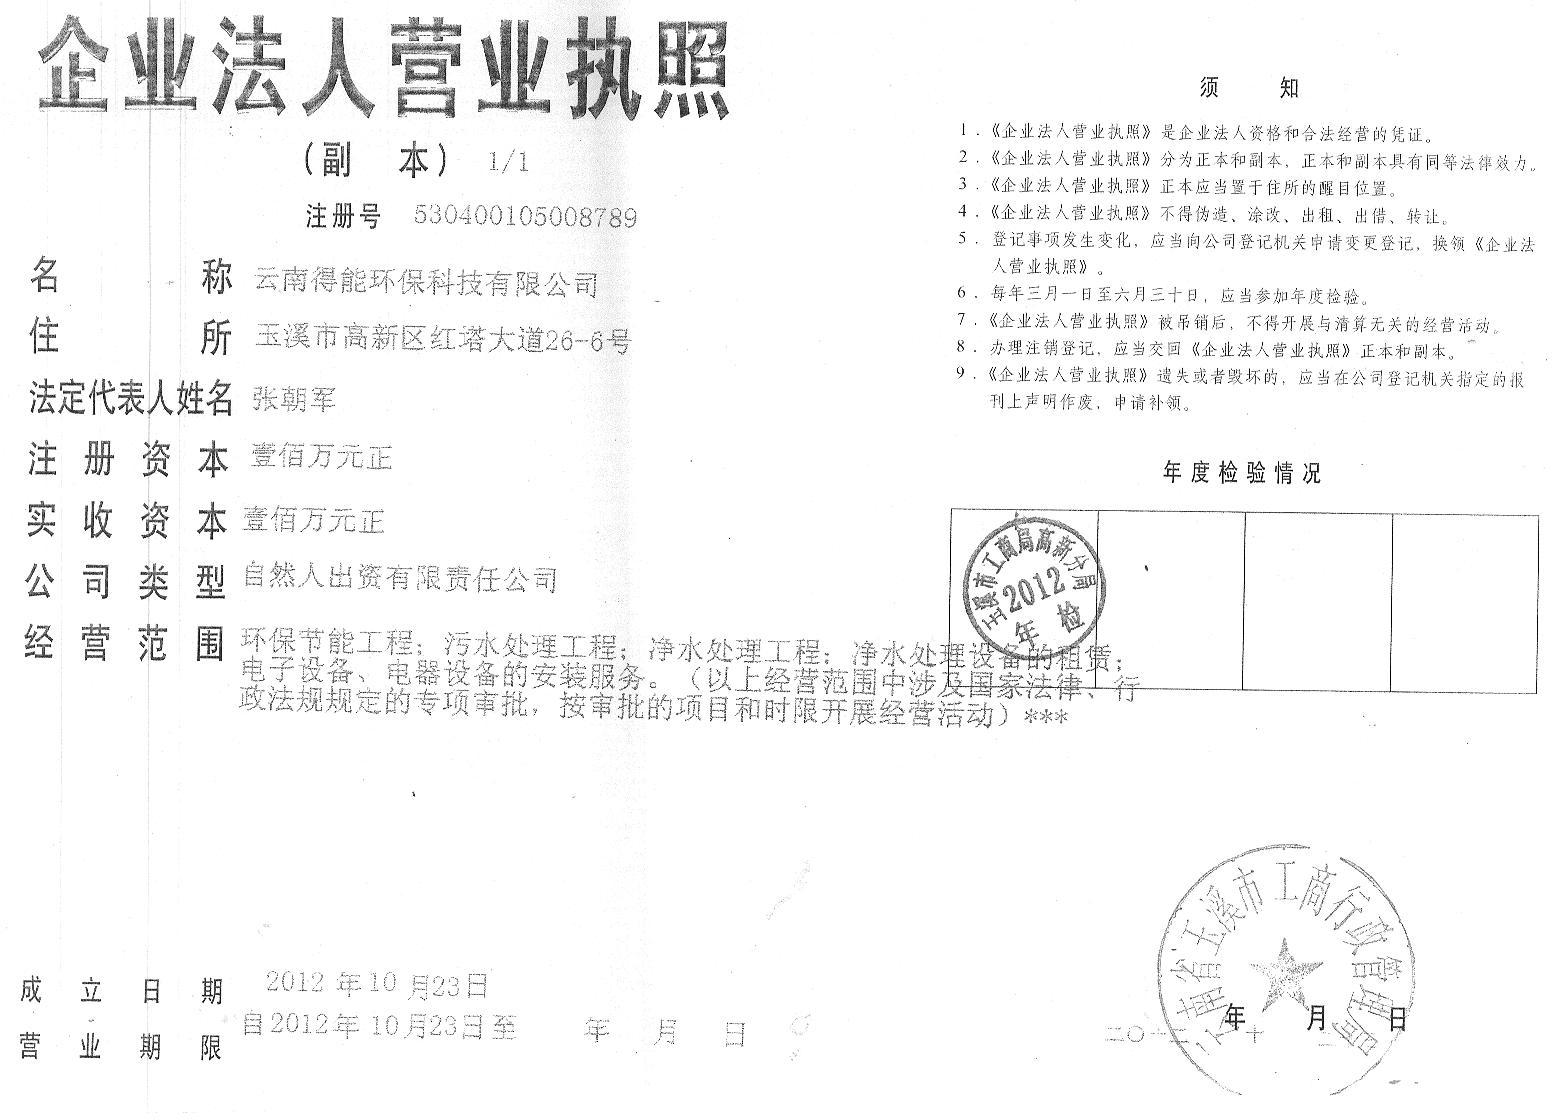 企业法人营业执照
（副 本） 1/1
注册号 530400105008789
名 称 云南得能环保科技有限公司
住 所 玉溪市高新区红塔大道26-6号
法定代表人姓名 张朝军
注册资本 壹佰万元正
实收资本 壹佰万元正
公司类型 自然人出资有限责任公司
经营范围 环保节能工程；污水处理工程；净水处理工程；净水处理设备的租赁；
电子设备、电器设备的安装服务。（以上经营范围中涉及国家法律、行
政法规规定的专项审批，按审批的项目和时限开展经营活动）***
成立日期 2012年10月23日
营业期限 自2012年10月23日至 年 月 日
须 知
1．《企业法人营业执照》是企业法人资格和合法经营的凭证。
2．《企业法人营业执照》分为正本和副本，正本和副本具有同等法律效力。
3．《企业法人营业执照》正本应当置于住所的醒目位置。
4．《企业法人营业执照》不得伪造、涂改、出租、出借、转让。
5．登记事项发生变化，应当向公司登记机关申请变更登记，换领《企业法
人营业执照》。
6．每年三月一日至六月三十日，应当参加年度检验。
7．《企业法人营业执照》被吊销后，不得开展与清算无关的经营活动。
8．办理注销登记，应当交回《企业法人营业执照》正本和副本。
9．《企业法人营业执照》遗失或者毁坏的，应当在公司登记机关指定的报
刊上声明作废，申请补领。
年度检验情况
玉溪市工商局高新分局
2012
年检
云南省玉溪市工商行政管理局
年 月 日